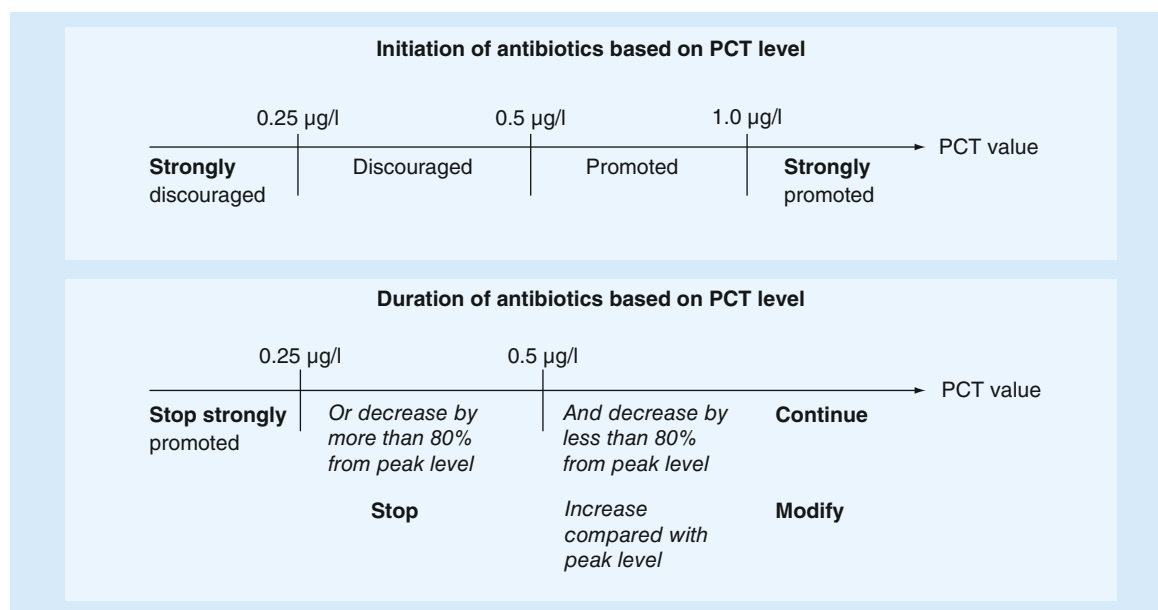 Initiation of antibiotics based on PCT level
0.25 µg/l
0.5 µg/l
1.0 µg/l
PCT value
Strongly
discouraged
Discouraged
Promoted
Strongly
promoted
Duration of antibiotics based on PCT level
0.25 µg/l
0.5 µg/l
PCT value
Stop strongly
promoted
Or decrease by
more than 80%
from peak level
Stop
And decrease by
less than 80%
from peak level
Continue
Increase
compared with
peak level
Modify